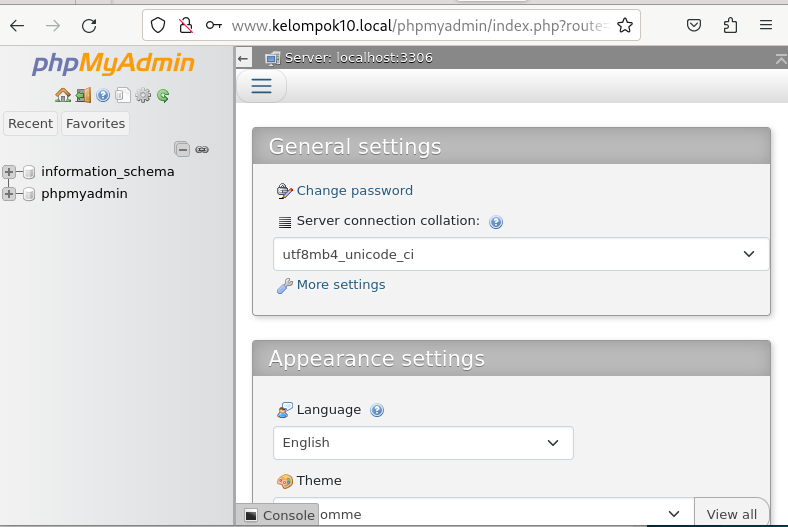 www.kelompok10.local/phpmyadmin/index.php?route=
phpMyAdmin
Recent
Favorites
information_schema
phpmyadmin
Server: localhost:3306
General settings
Change password
Server connection collation:
utf8mb4_unicode_ci
More settings
Appearance settings
Language
English
Theme
omme
View all
Console